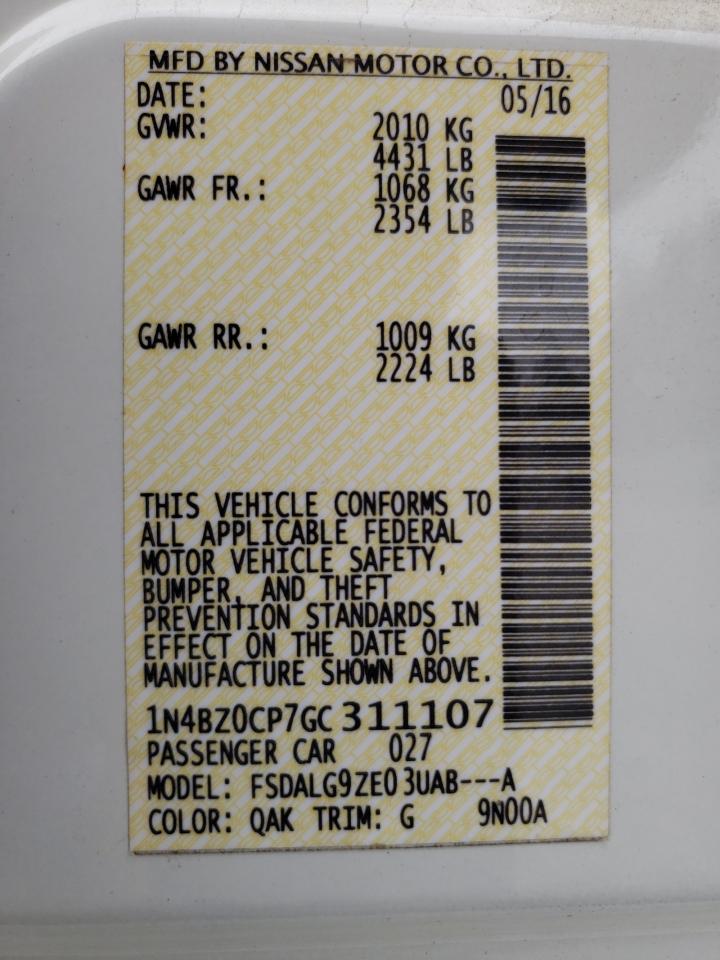 MFD BY NISSAN MOTOR CO., LTD.
DATE: 05/16
GVWR: 2010 KG
4431 LB
GAWR FR.: 1068 KG
2354 LB
GAWR RR.: 1009 KG
2224 LB
THIS VEHICLE CONFORMS TO
ALL APPLICABLE FEDERAL
MOTOR VEHICLE SAFETY,
BUMPER, AND THEFT
PREVENTION STANDARDS IN
EFFECT ON THE DATE OF
MANUFACTURE SHOWN ABOVE.
1N4BZ0CP7GC311107
PASSENGER CAR 027
MODEL: FSDALG9ZE03UAB---A
COLOR: QAK TRIM: G 9N00A